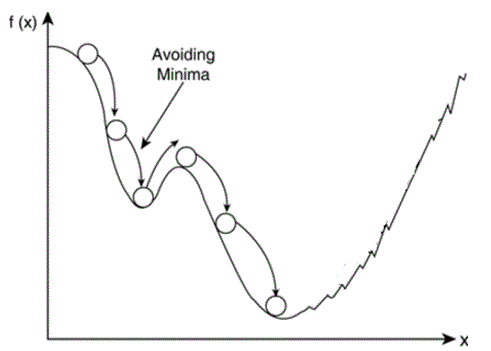 f (x)
Avoiding
Minima
x